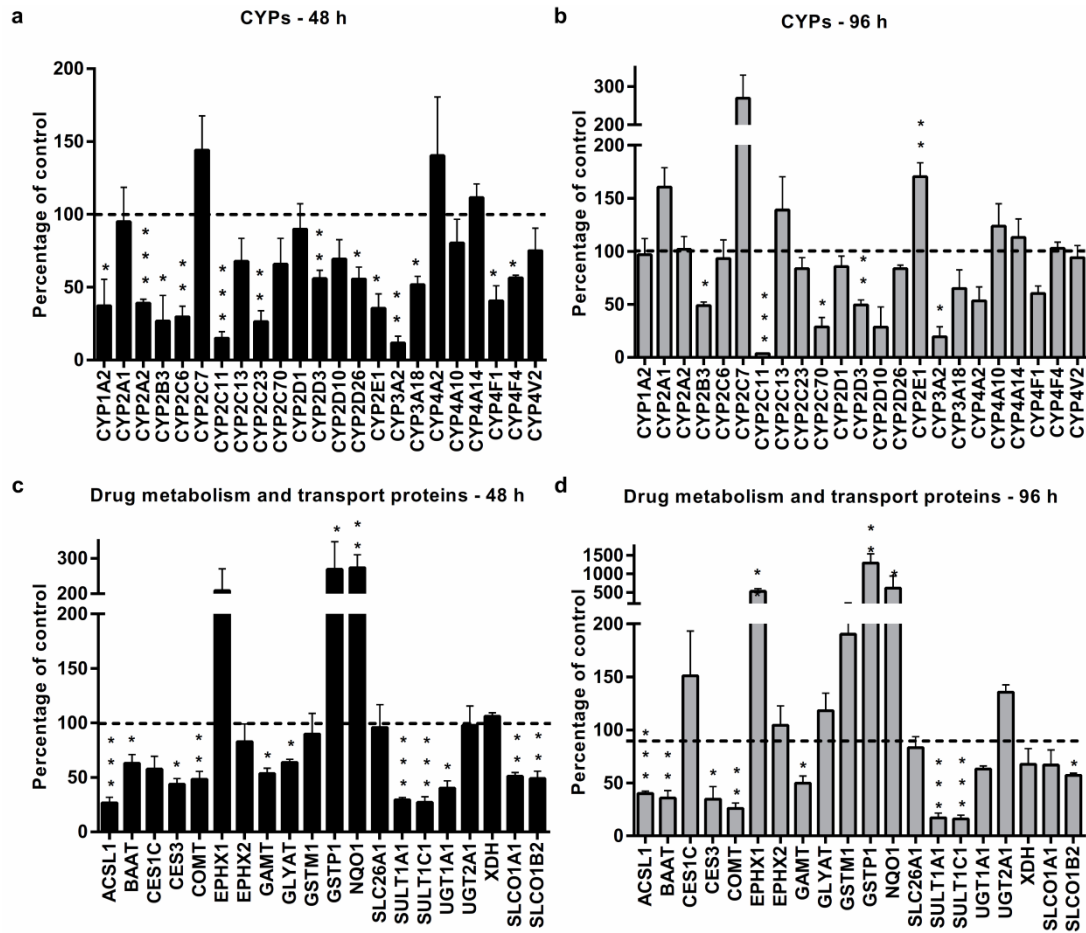 a
CYPs - 48 h
Percentage of control
200
150
100
50
0
* * * * * * * * * * * * * * * * * * * * * *
CYP1A2
CYP2A1
CYP2A2
CYP2B3
CYP2C6
CYP2C7
CYP2C11
CYP2C13
CYP2C23
CYP2C70
CYP2D1
CYP2D3
CYP2D10
CYP2D26
CYP2E1
CYP3A2
CYP3A18
CYP4A2
CYP4A10
CYP4A14
CYP4F1
CYP4F4
CYP4V2
b
CYPs - 96 h
Percentage of control
300
200
200
150
100
50
0
* * * * * * * * * *
CYP1A2
CYP2A1
CYP2A2
CYP2B3
CYP2C6
CYP2C7
CYP2C11
CYP2C13
CYP2C23
CYP2C70
CYP2D1
CYP2D3
CYP2D10
CYP2D26
CYP2E1
CYP3A2
CYP3A18
CYP4A2
CYP4A10
CYP4A14
CYP4F1
CYP4F4
CYP4V2
c
Drug metabolism and transport proteins - 48 h
Percentage of control
300
200
200
150
100
50
0
* * * * * * * * * * * * * * * * * * * * * *
ACSL1
BAAT
CES1C
CES3
COMT
EPHX1
EPHX2
GAMT
GLYAT
GSTM1
GSTP1
NQO1
SLC26A1
SULT1A1
SULT1C1
UGT1A1
UGT2A1
XDH
SLCO1A1
SLCO1B2
d
Drug metabolism and transport proteins - 96 h
Percentage of control
1500
1000
500
200
150
100
50
0
* * * * * * * * * * * * * * * * * * * * *
ACSL1
BAAT
CES1C
CES3
COMT
EPHX1
EPHX2
GAMT
GLYAT
GSTM1
GSTP1
NQO1
SLC26A1
SULT1A1
SULT1C1
UGT1A1
UGT2A1
XDH
SLCO1A1
SLCO1B2